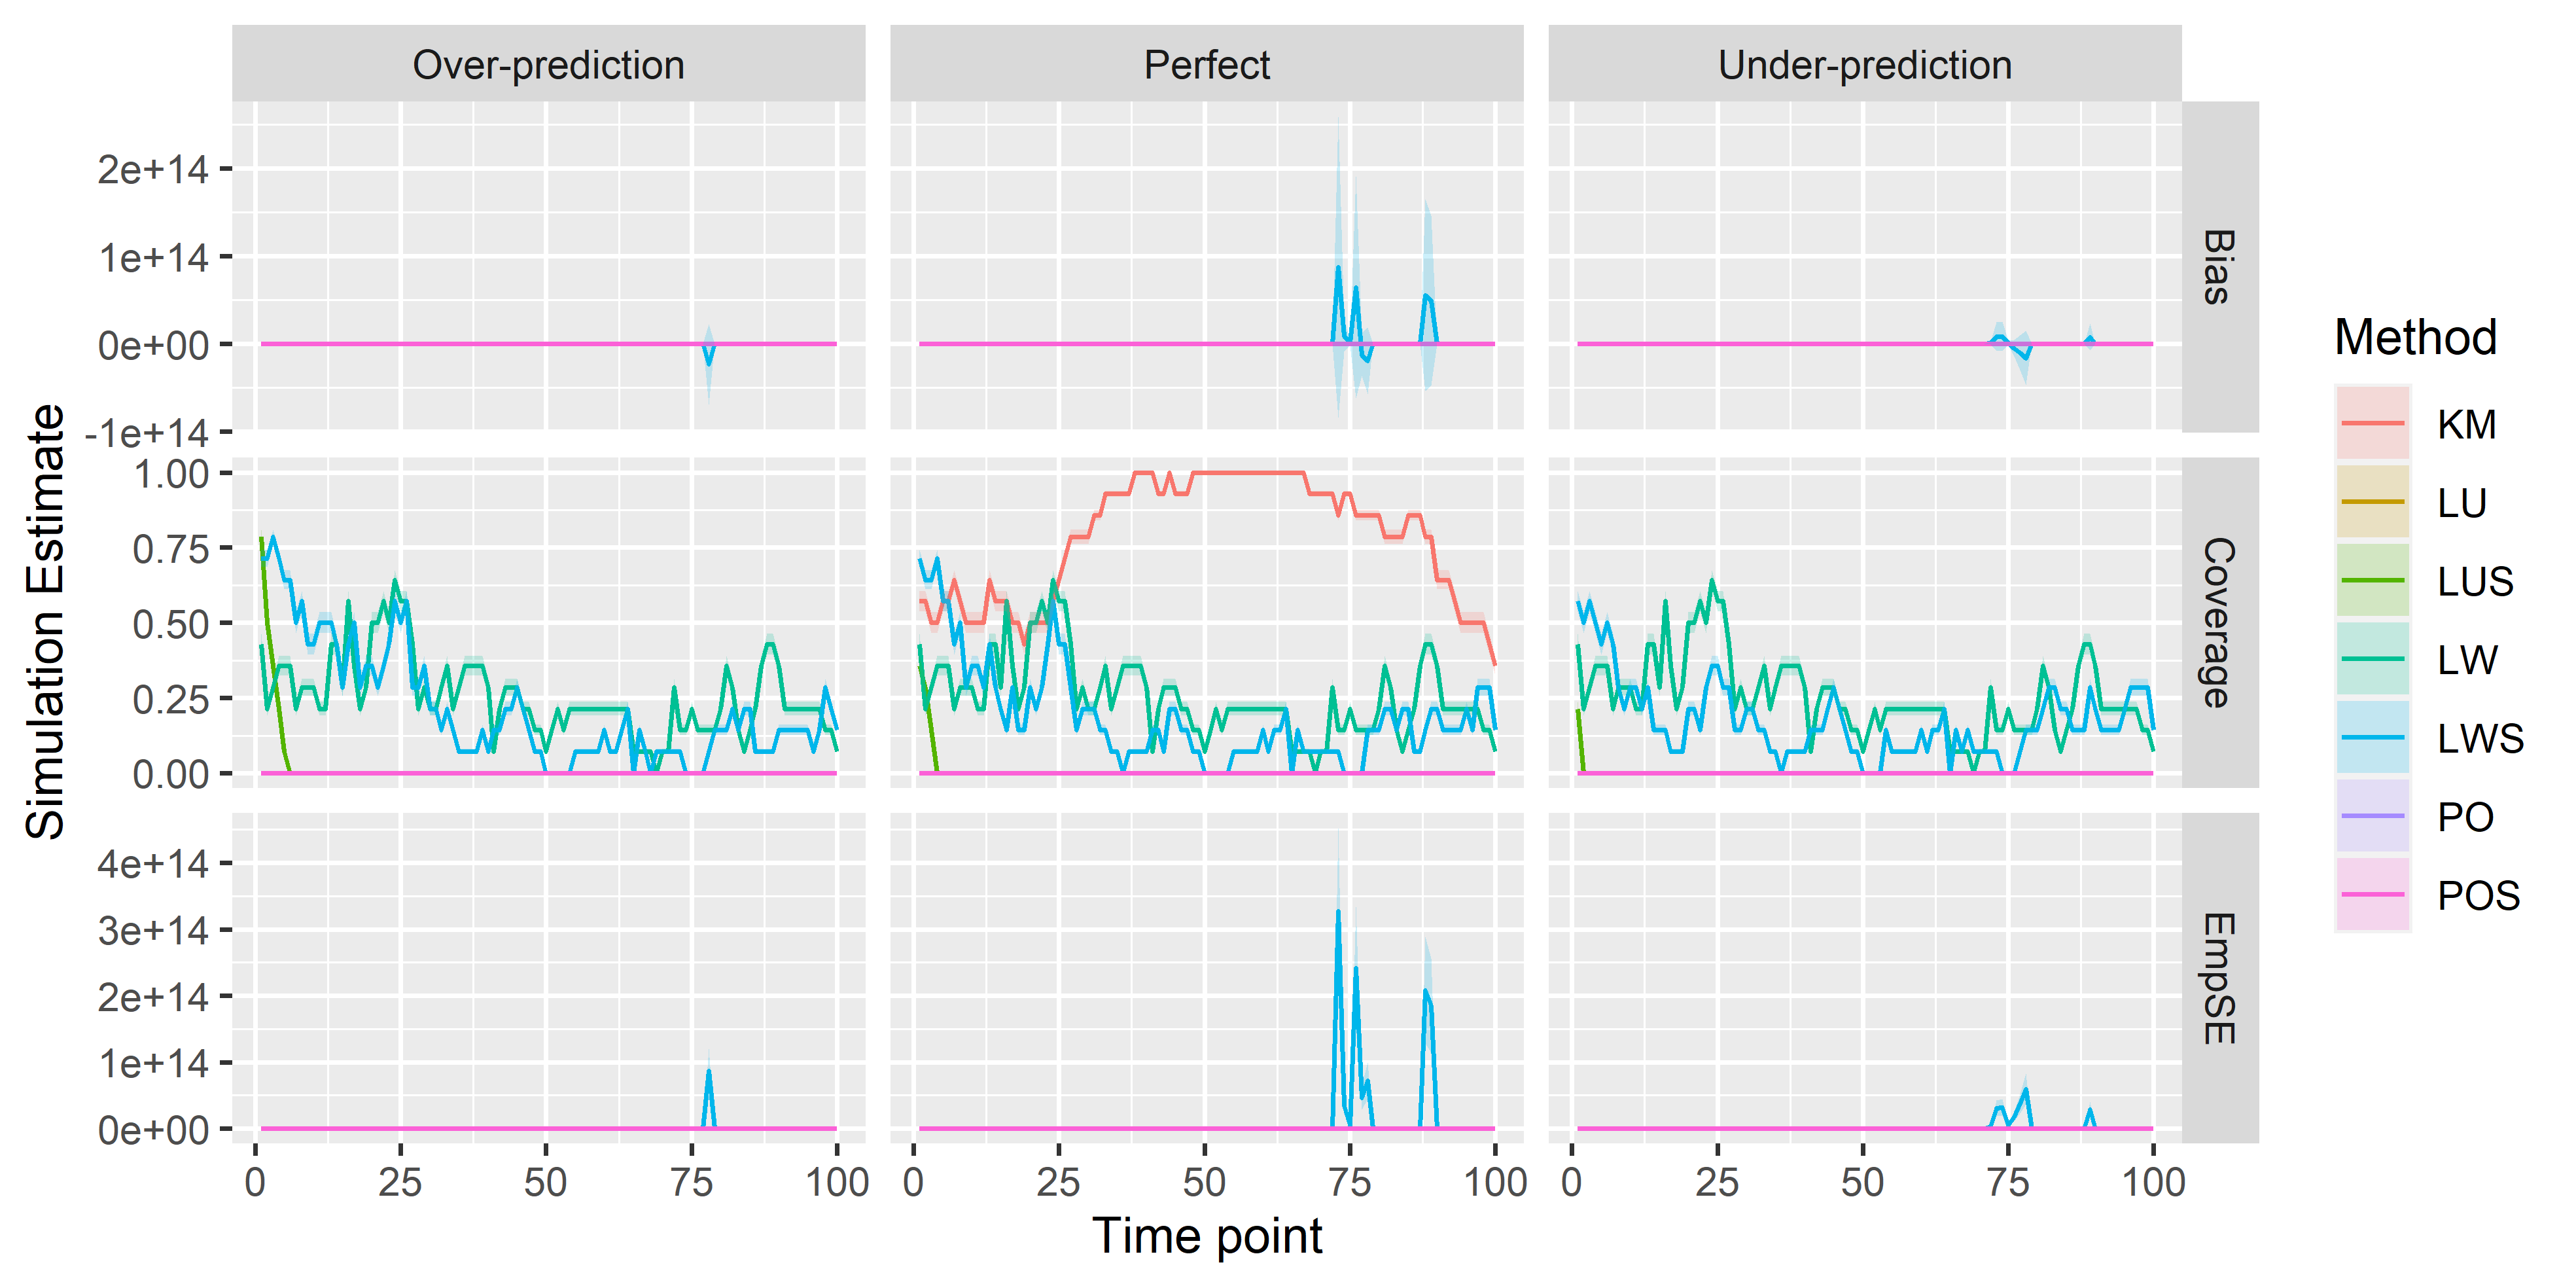 Over-prediction
Perfect
Under-prediction
2e+14
1e+14
0e+00
-1e+14
Bias
1.00
0.75
0.50
0.25
0.00
Coverage
4e+14
3e+14
2e+14
1e+14
0e+00
EmpSE
0 25 50 75 100
0 25 50 75 100
0 25 50 75 100
Time point
Simulation Estimate
Method
KM
LU
LUS
LW
LWS
PO
POS